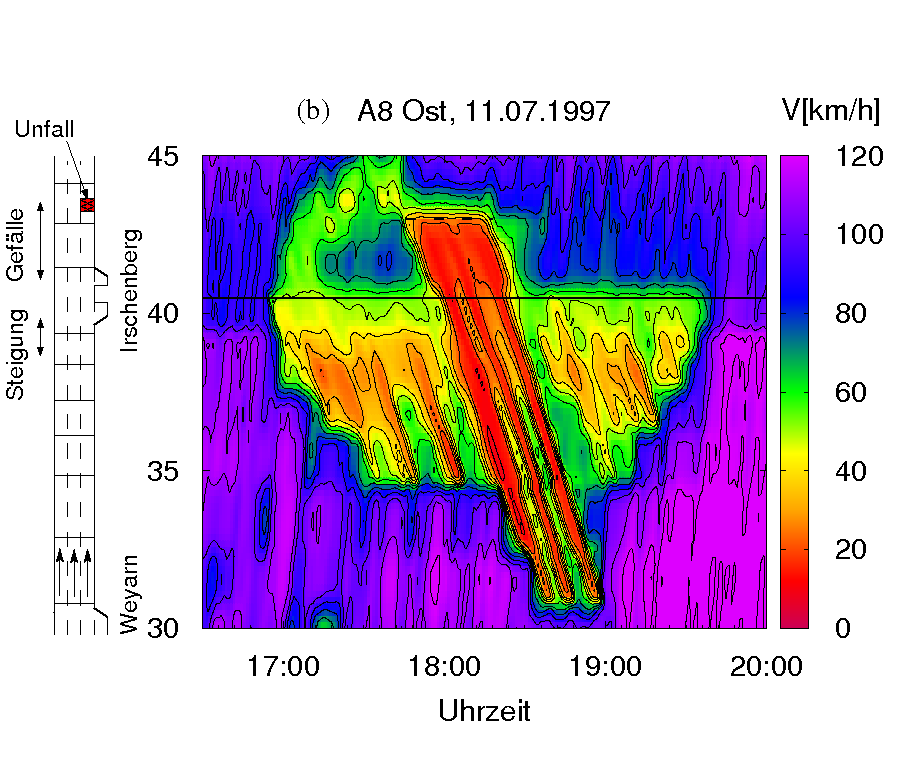 (b) A8 Ost, 11.07.1997
V[km/h]
Unfall
Gefälle
Steigung
Irschenberg
Weyarn
45
40
35
30
17:00 18:00 19:00 20:00
Uhrzeit
120
100
80
60
40
20
0